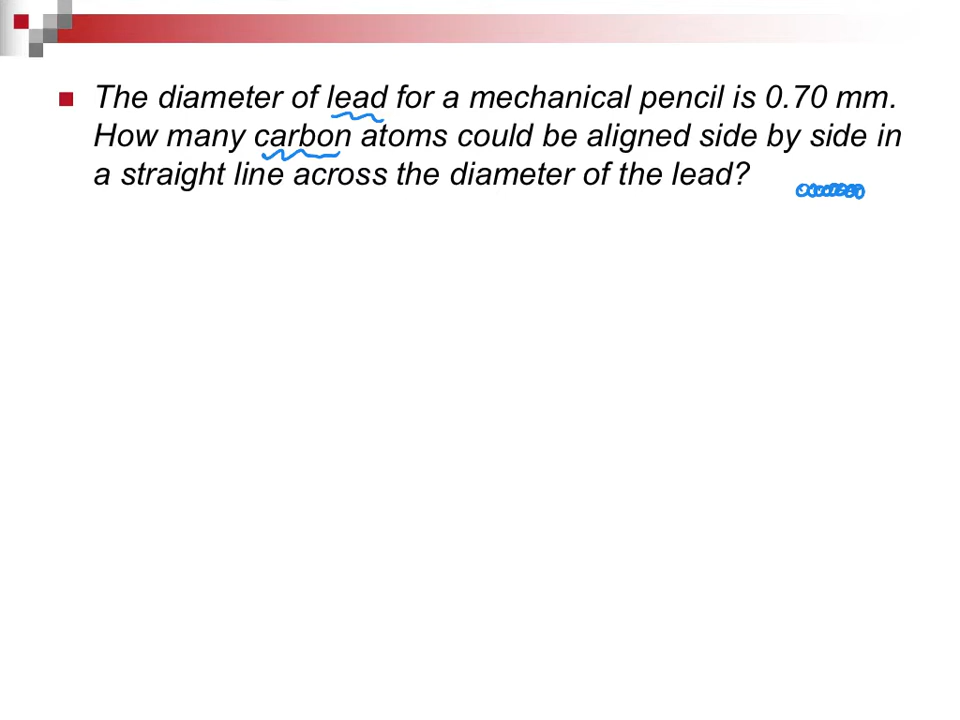 The diameter of lead for a mechanical pencil is 0.70 mm.
How many carbon atoms could be aligned side by side in
a straight line across the diameter of the lead?